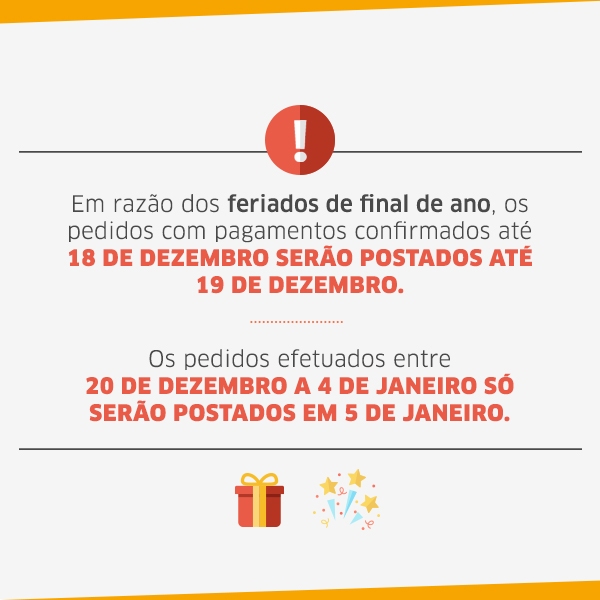 !
Em razão dos feriados de final de ano, os
pedidos com pagamentos confirmados até
18 DE DEZEMBRO SERÃO POSTADOS ATÉ
19 DE DEZEMBRO.
Os pedidos efetuados entre
20 DE DEZEMBRO A 4 DE JANEIRO SÓ
SERÃO POSTADOS EM 5 DE JANEIRO.